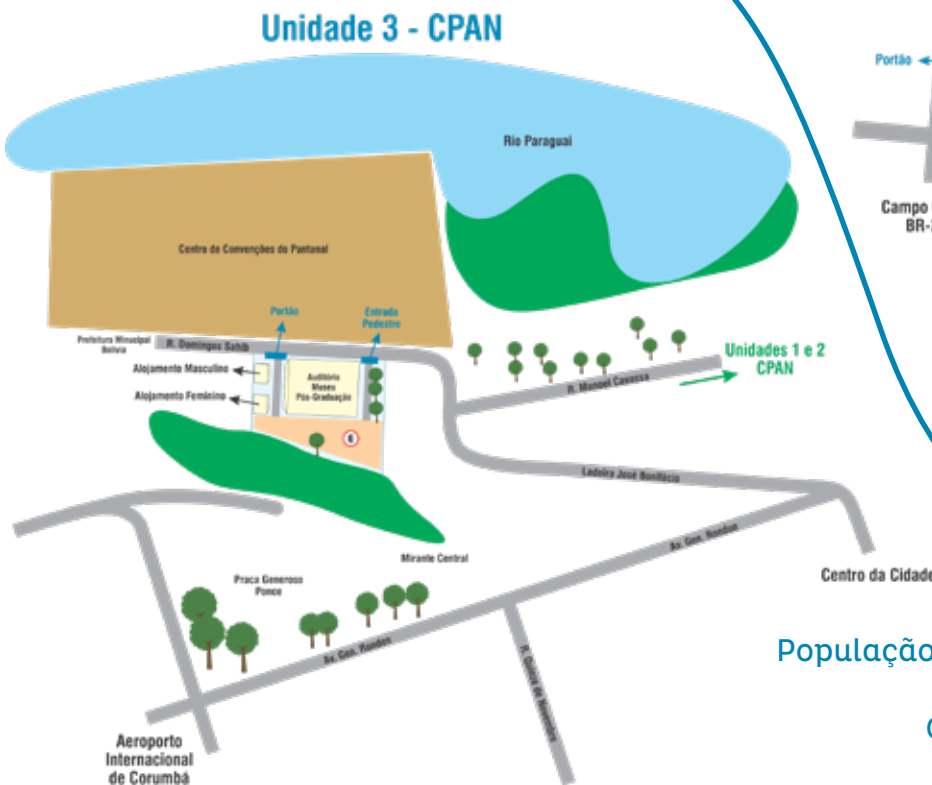 Unidade 3 - CPAN
Rio Paraguai
Centro de Convenções do Pantanal
Portão
Entrada
Pedestre
Prefeitura Minucipal
Bolívia
R. Domingos Sahib
Alojamento Masculino
Alojamento Feminino
Auditório
Museu
Pós-Graduação
E
Unidades 1 e 2
CPAN
R. Manoel Cavassa
Ladeira José Bonifácio
Av. Gen. Rondon
Mirante Central
Centro da Cidade
Praca Generoso
Ponce
Av. Gen. Rondon
R. Quinze de Novembro
Aeroporto
Internacional
de Corumbá
Portão
Campo
BR-
População